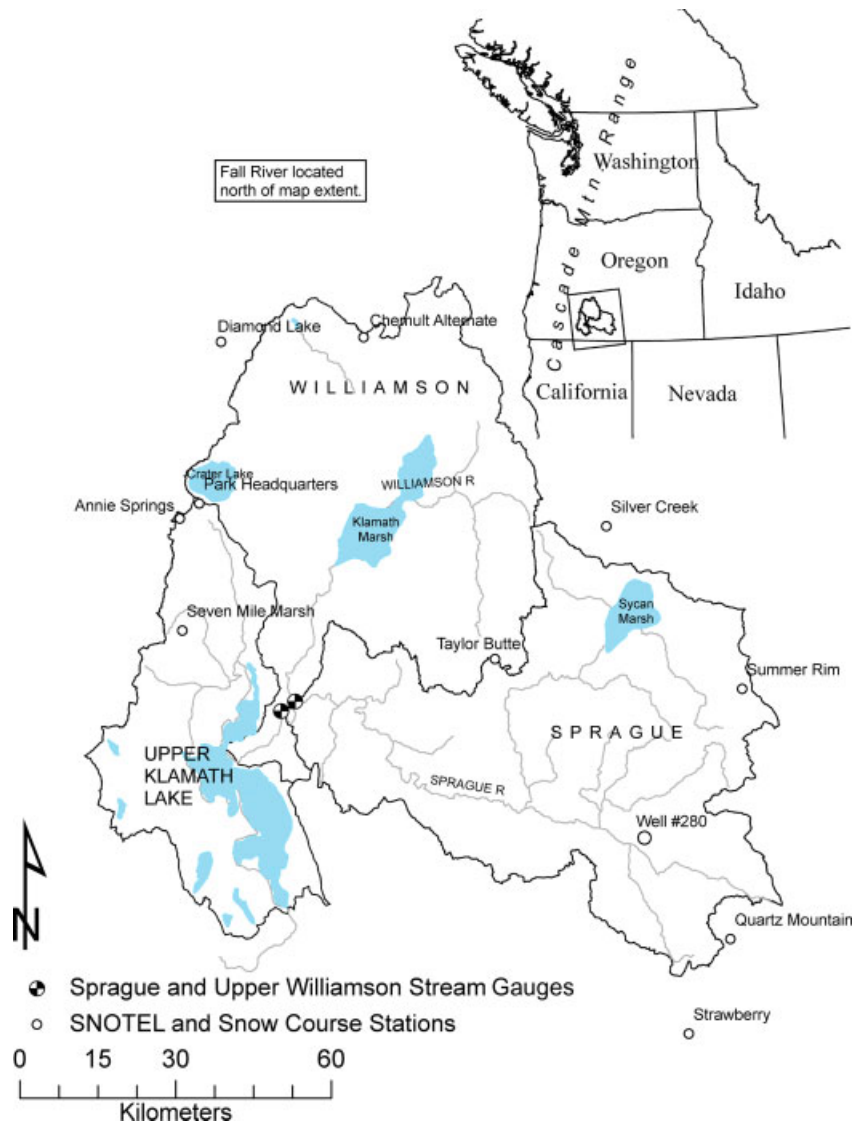 Cascade Mtn. Range
Washington
Fall River located
north of map extent.
Oregon
Idaho
Diamond Lake
Chemult Alternate
California
Nevada
WILLIAMSON
Crater Lake
Park Headquarters
WILLIAMSON R
Annie Springs
Klamath
Marsh
Silver Creek
Seven Mile Marsh
Sycan
Marsh
Taylor Butte
Summer Rim
UPPER
KLAMATH
LAKE
SPRAGUE
SPRAGUE R
Well #280
N
Quartz Mountain
Sprague and Upper Williamson Stream Gauges
SNOTEL and Snow Course Stations
Strawberry
0 15 30 60
Kilometers